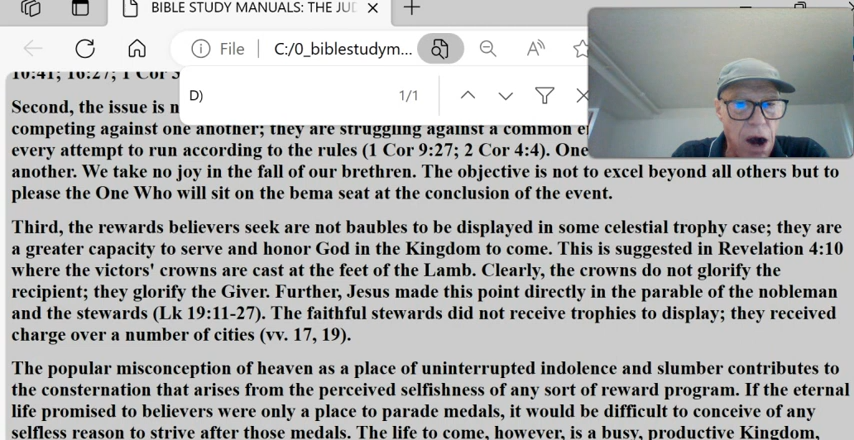 BIBLE STUDY MANUALS: THE JUD
File C:/0_biblestudym...
D) 1/1
10:41; 16:27; 1 Cor 3
Second, the issue is n
competing against one another; they are struggling against a common
every attempt to run according to the rules (1 Cor 9:27; 2 Cor 4:4). One
another. We take no joy in the fall of our brethren. The objective is not to excel beyond all others but to
please the One Who will sit on the bema seat at the conclusion of the event.
Third, the rewards believers seek are not baubles to be displayed in some celestial trophy case; they are
a greater capacity to serve and honor God in the Kingdom to come. This is suggested in Revelation 4:10
where the victors' crowns are cast at the feet of the Lamb. Clearly, the crowns do not glorify the
recipient; they glorify the Giver. Further, Jesus made this point directly in the parable of the nobleman
and the stewards (Lk 19:11-27). The faithful stewards did not receive trophies to display; they received
charge over a number of cities (vv. 17, 19).
The popular misconception of heaven as a place of uninterrupted indolence and slumber contributes to
the consternation that arises from the perceived selfishness of any sort of reward program. If the eternal
life promised to believers were only a place to parade medals, it would be difficult to conceive of any
selfless reason to strive after those medals. The life to come, however, is a busy, productive Kingdom,